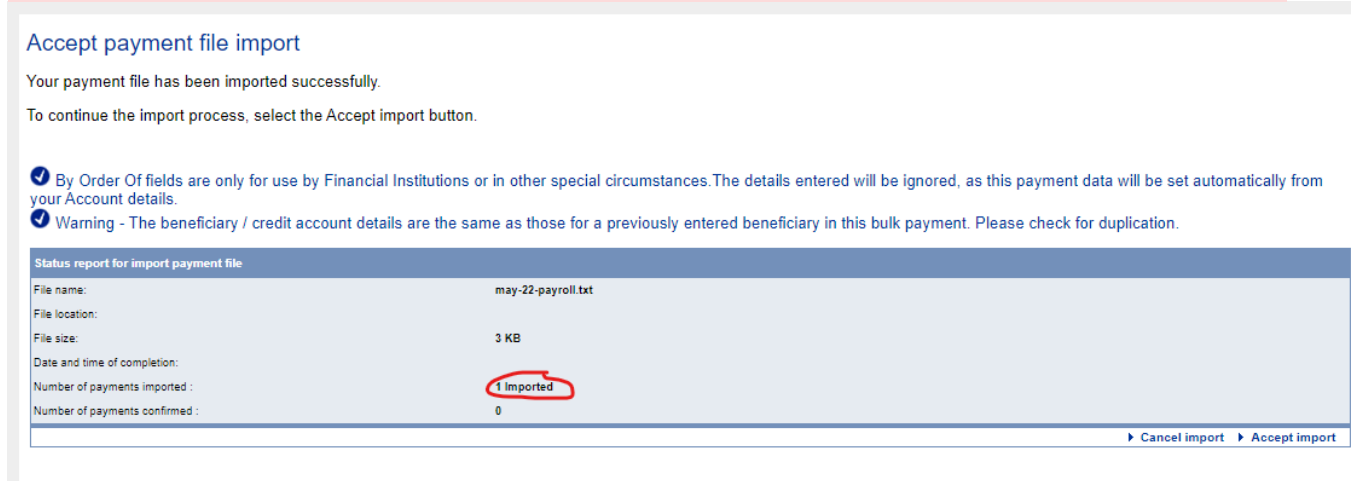 Accept payment file import
Your payment file has been imported successfully.
To continue the import process, select the Accept import button.
By Order Of fields are only for use by Financial Institutions or in other special circumstances.The details entered will be ignored, as this payment data will be set automatically from
your Account details.
Warning - The beneficiary / credit account details are the same as those for a previously entered beneficiary in this bulk payment. Please check for duplication.
Status report for import payment file
File name: may-22-payroll.txt
File location:
File size: 3 KB
Date and time of completion:
Number of payments imported : 1 Imported
Number of payments confirmed : 0
Cancel import Accept import